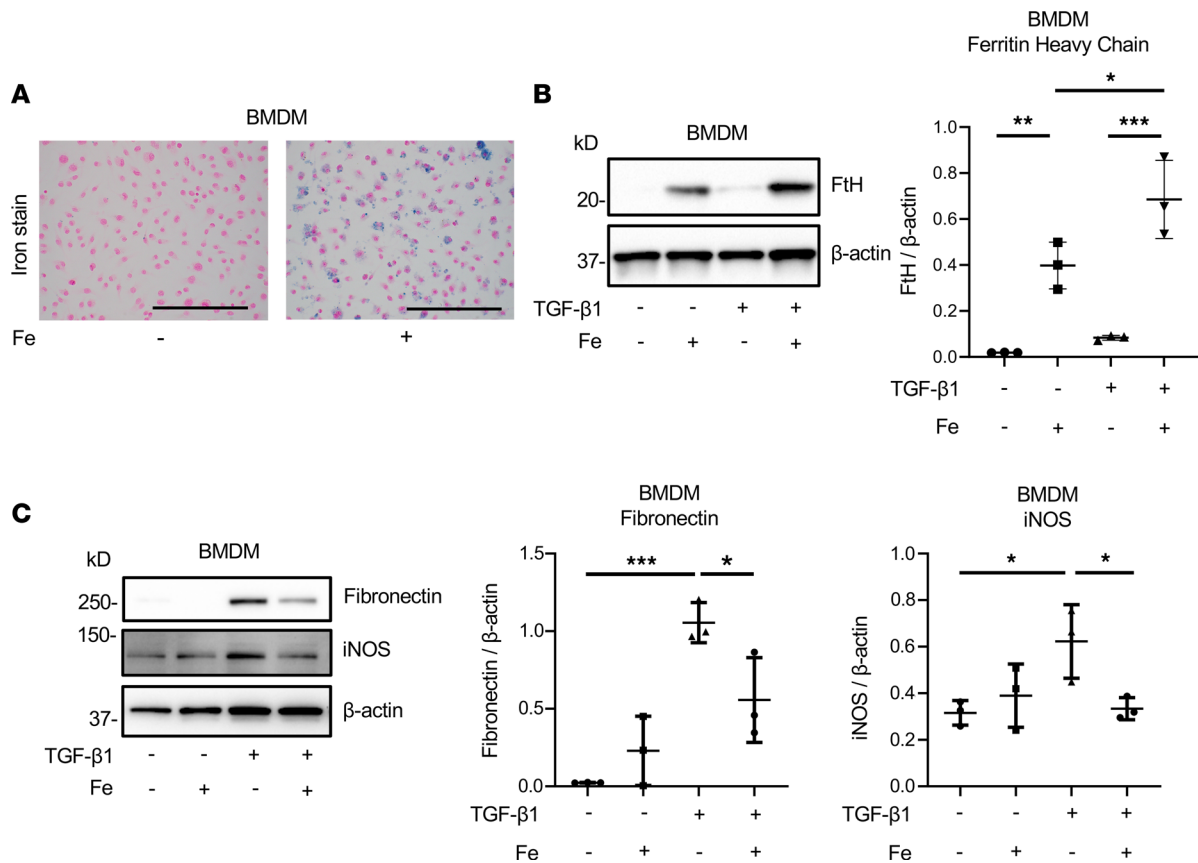 A
BMDM
Iron stain
Fe - +
B
kD
BMDM
20-
FtH
37-
β-actin
TGF-β1 - - + +
Fe - + - +
BMDM
Ferritin Heavy Chain
*
** ***
FtH / β-actin
1.0
0.8
0.6
0.4
0.2
0.0
TGF-β1 - - + +
Fe - + - +
C
kD
BMDM
250-
Fibronectin
150-
iNOS
37-
β-actin
TGF-β1 - - + +
Fe - + - +
BMDM
Fibronectin
*** *
Fibronectin / β-actin
1.5
1.0
0.5
0.0
TGF-β1 - - + +
Fe - + - +
BMDM
iNOS
* *
iNOS / β-actin
1.0
0.8
0.6
0.4
0.2
0.0
TGF-β1 - - + +
Fe - + - +